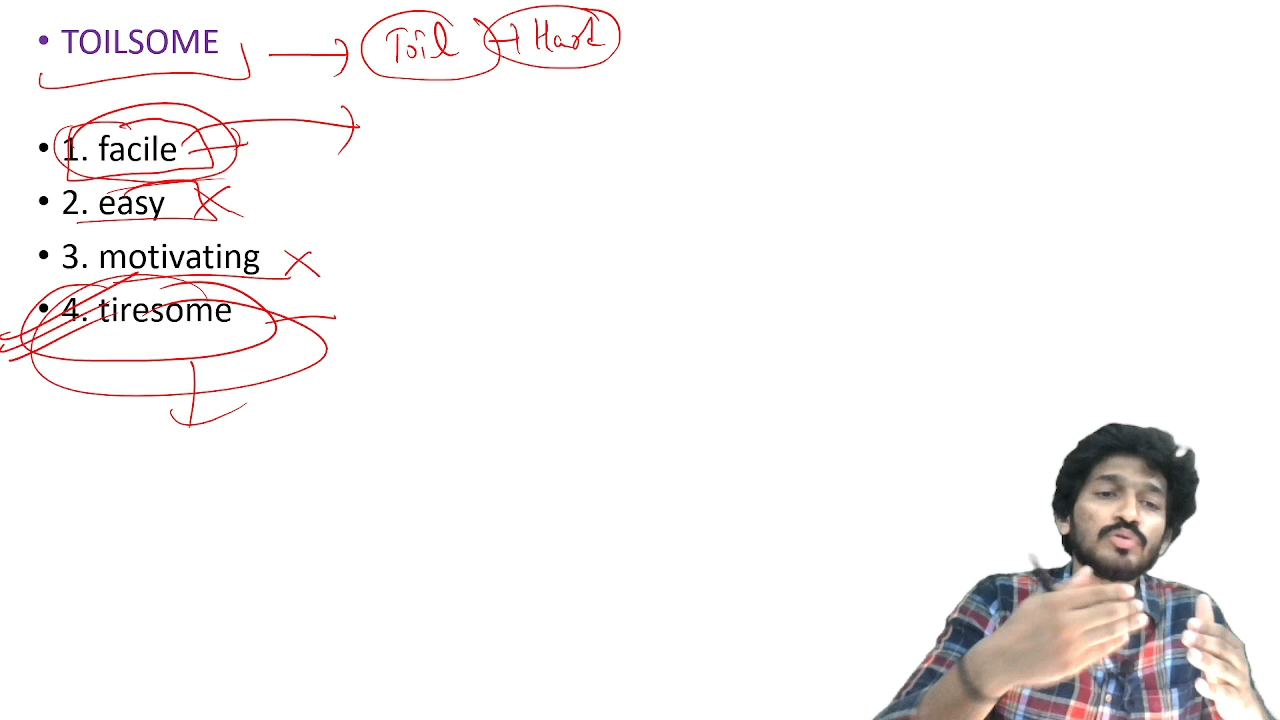 • TOILSOME → Toil → Hard
• 1. facile
• 2. easy
• 3. motivating
• 4. tiresome